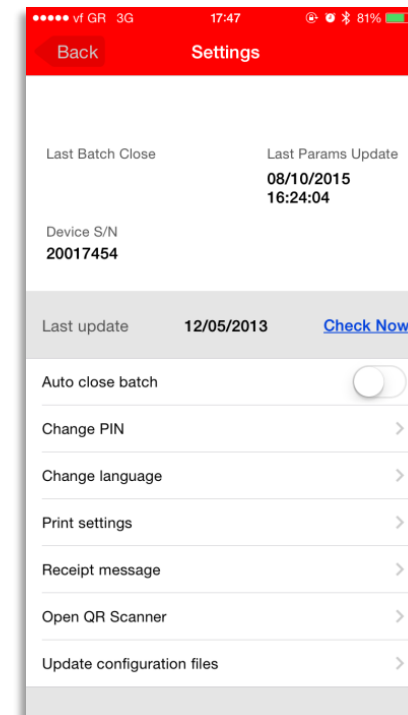 vf GR 3G 17:47 81%
Back Settings
Last Batch Close Last Params Update
08/10/2015
16:24:04
Device S/N
20017454
Last update 12/05/2013 Check Now
Auto close batch
Change PIN
Change language
Print settings
Receipt message
Open QR Scanner
Update configuration files